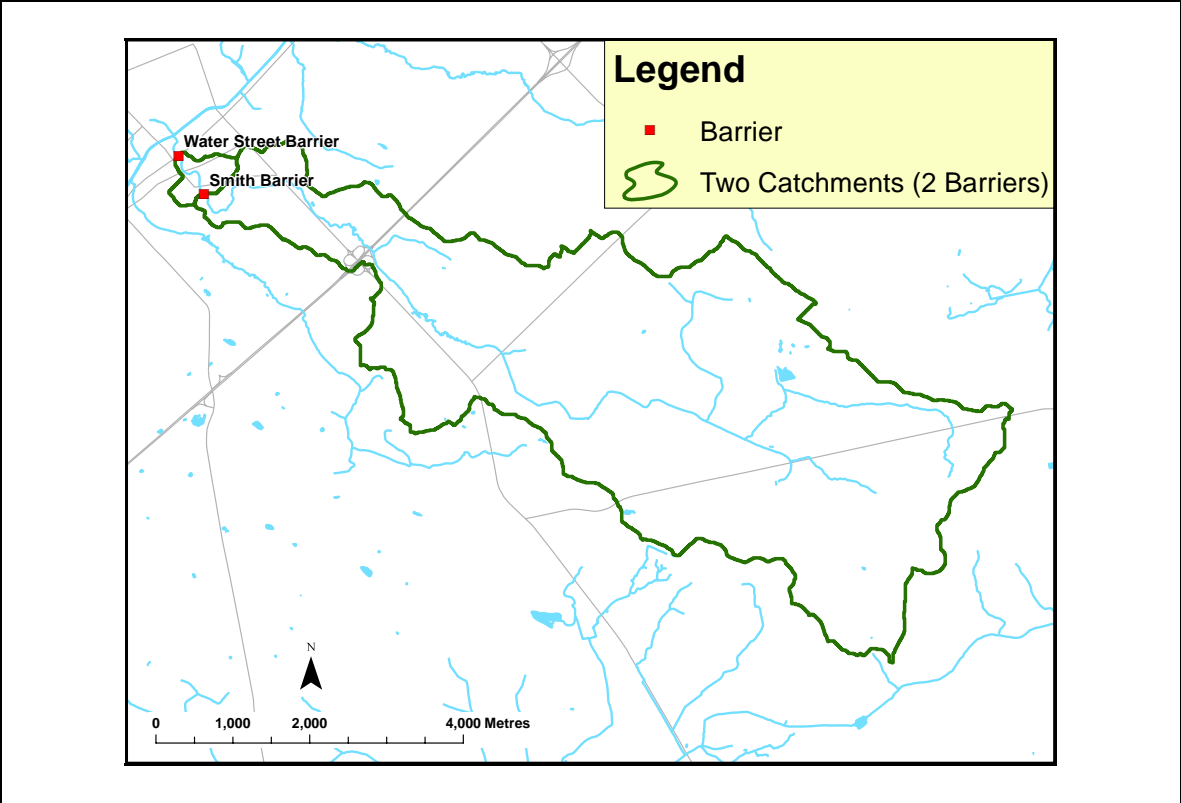 Legend
Barrier
Two Catchments (2 Barriers)
Water Street Barrier
Smith Barrier
N
0 1,000 2,000 4,000 Metres